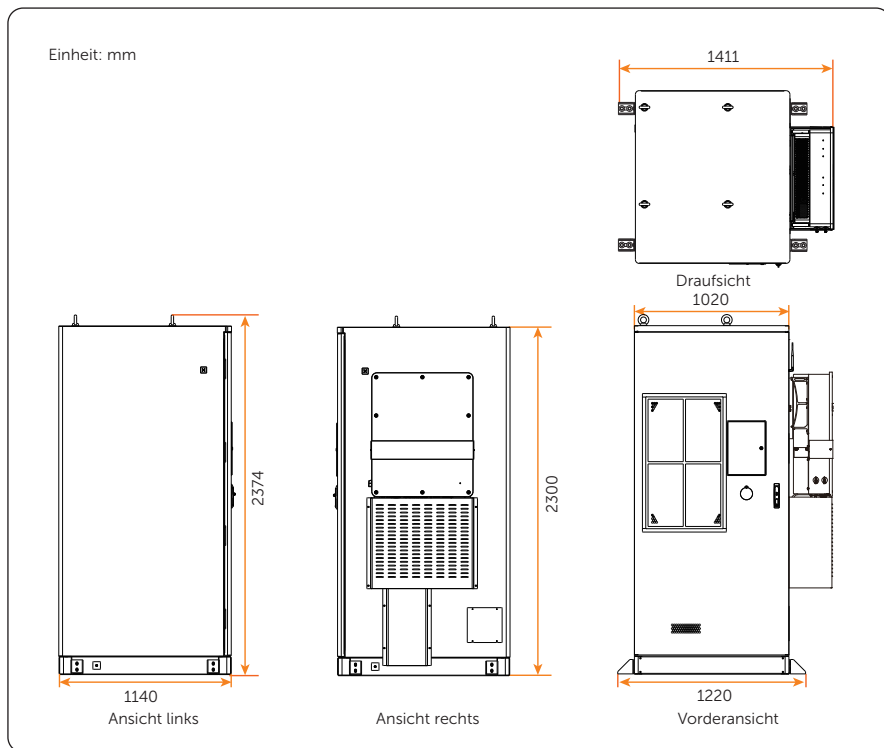 Einheit: mm
1411
Draufsicht
1020
2374
2300
1140
1220
Ansicht links
Ansicht rechts
Vorderansicht